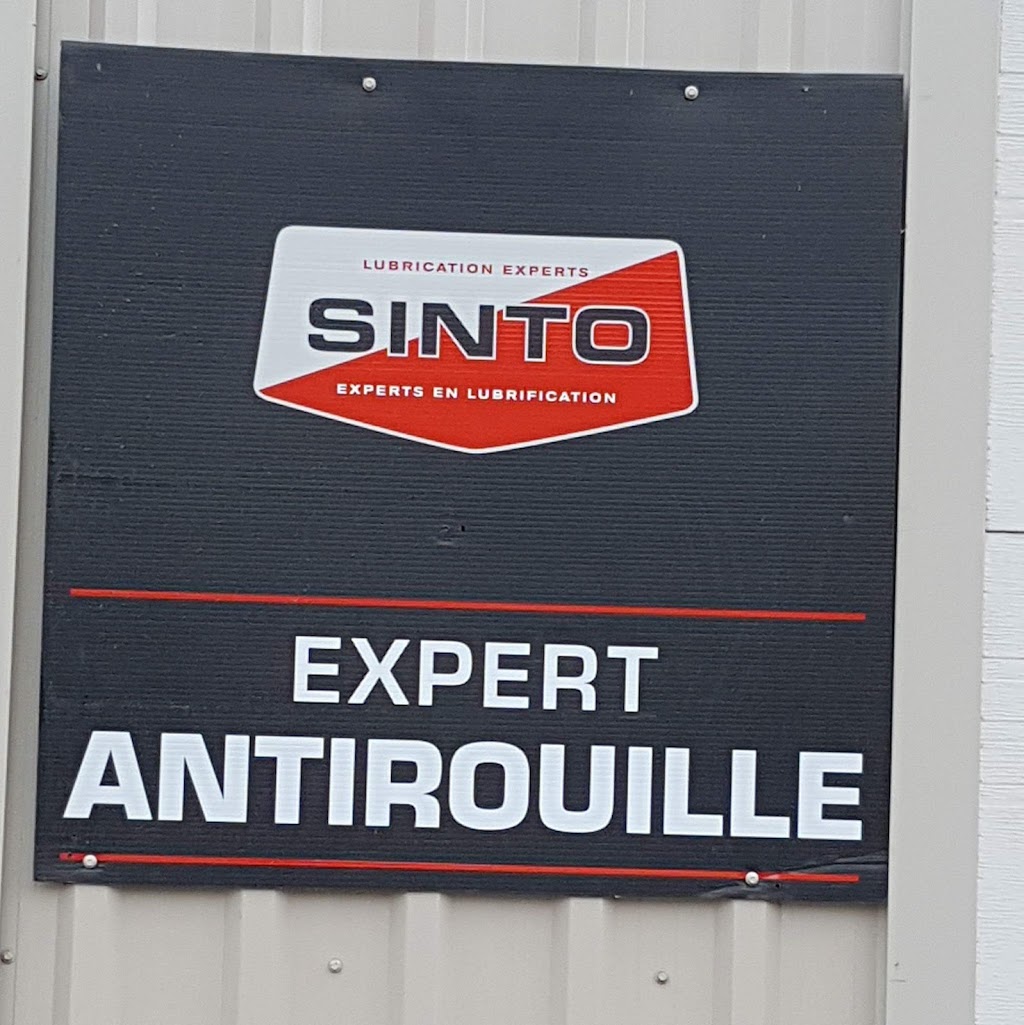 LUBRICATION EXPERTS
SINTO
EXPERTS EN LUBRIFICATION
EXPERT
ANTIROUILLE